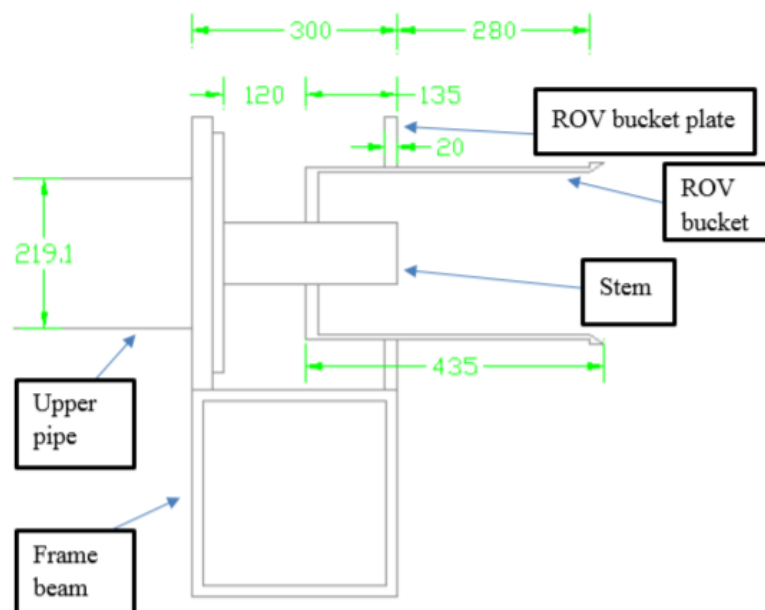 300
280
120
135
ROV bucket plate
20
ROV
bucket
219.1
Stem
435
Upper
pipe
Frame
beam